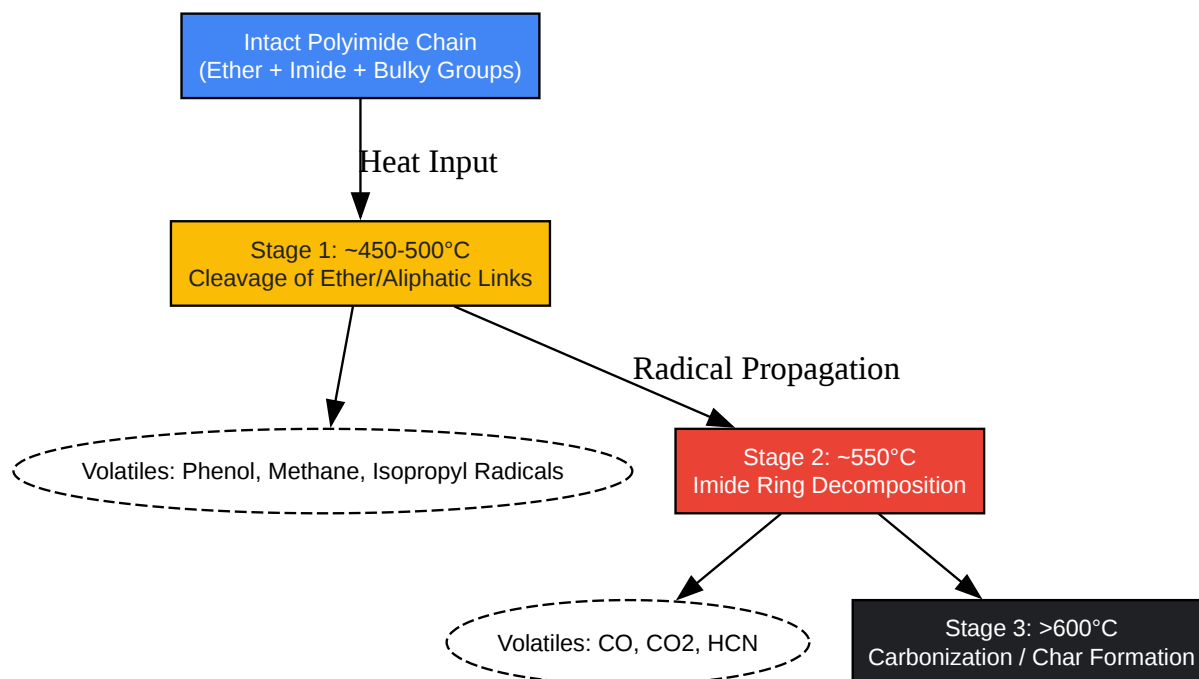 Intact Polyimide Chain
(Ether + Imide + Bulky Groups)
Heat Input
Stage 1: ~450-500°C
Cleavage of Ether/Aliphatic Links
Radical Propagation
Volatiles: Phenol, Methane, Isopropyl Radicals
Stage 2: ~550°C
Imide Ring Decomposition
Volatiles: CO, CO2, HCN
Stage 3: >600°C
Carbonization / Char Formation